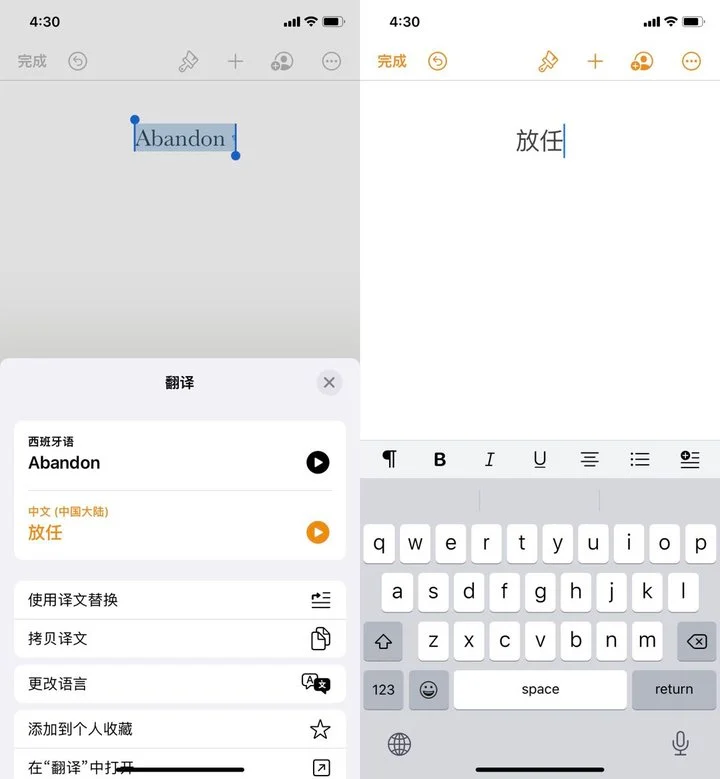 4:30
完成
Abandon
翻译
西班牙语
Abandon
中文 (中国大陆)
放任
使用译文替换
拷贝译文
更改语言
添加到个人收藏
在“翻译”中打开
4:30
完成
放任
B I U
q w e r t y u i o p
a s d f g h j k l
z x c v b n m
123 space return